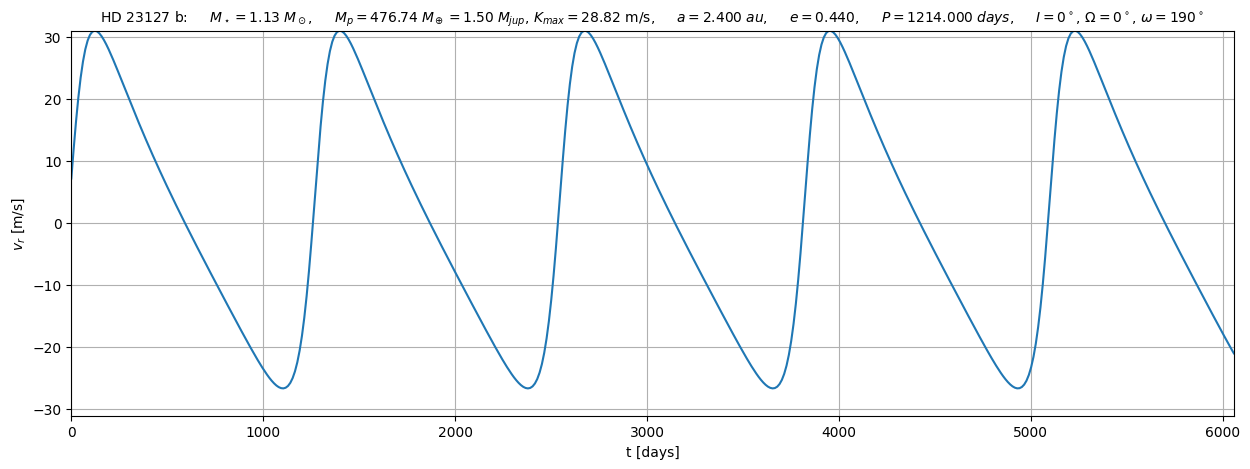 HD 23127 b: M⋆ = 1.13 M⊙, Mp = 476.74 M⊕ = 1.50 Mjup, Kmax = 28.82 m/s, a = 2.400 au, e = 0.440, P = 1214.000 days, I = 0°, Ω = 0°, ω = 190°
30
20
10
0
−10
−20
−30
vr [m/s]
0 1000 2000 3000 4000 5000 6000
t [days]